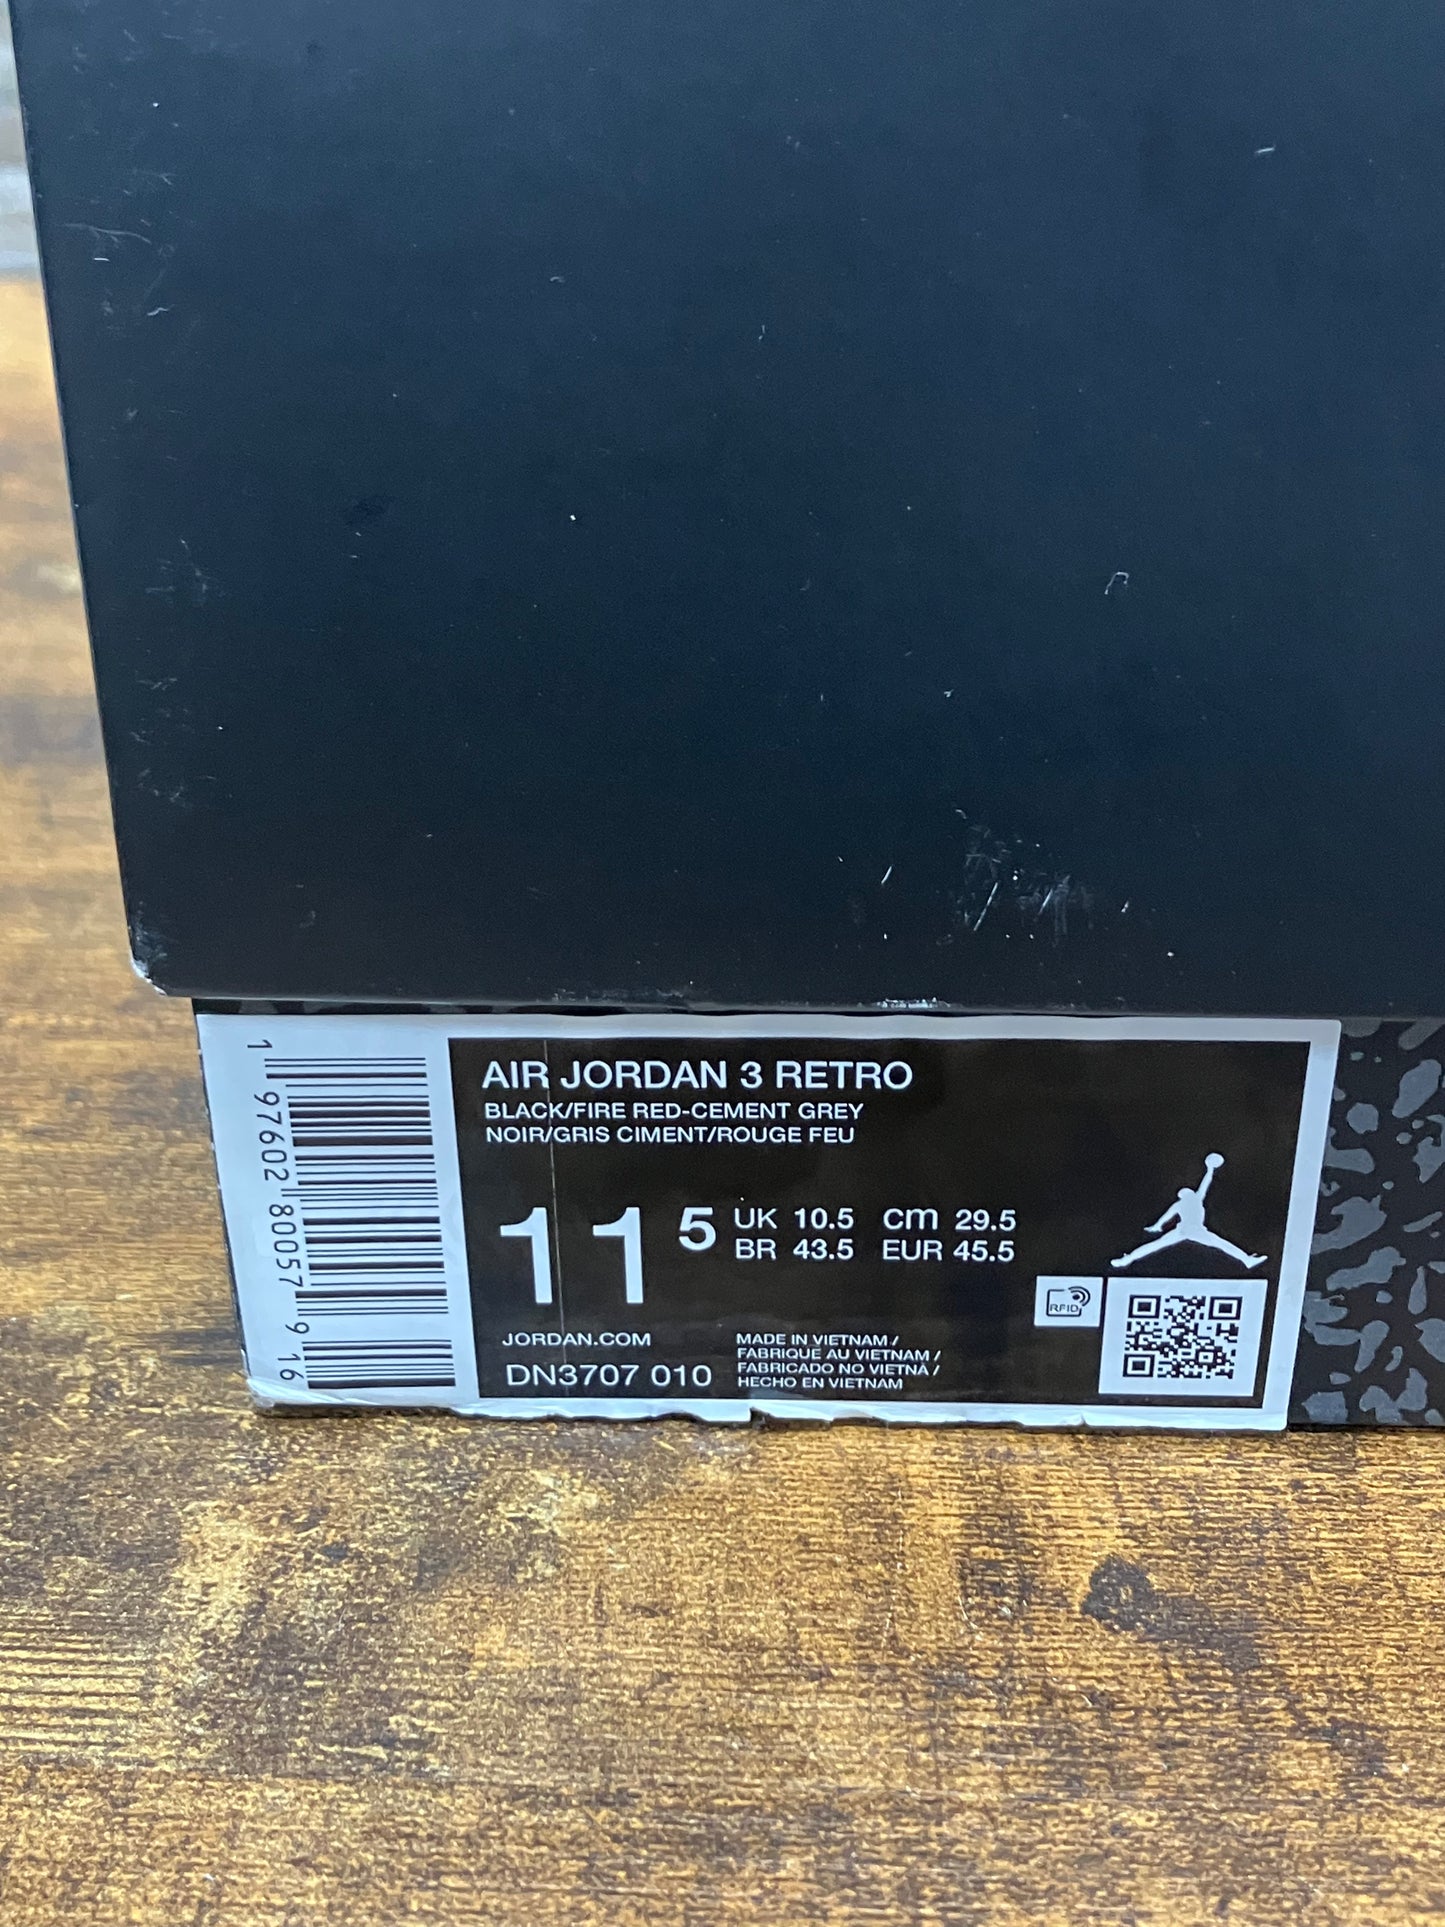 AIR JORDAN 3 RETRO
BLACK/FIRE RED-CEMENT GREY
NOIR/GRIS CIMENT/ROUGE FEU
11 5
UK 10.5 CM 29.5
BR 43.5 EUR 45.5
RFID
JORDAN.COM
DN3707 010
MADE IN VIETNAM /
FABRIQUE AU VIETNAM /
FABRICADO NO VIETNÃ /
HECHO EN VIETNAM
1 97602 80057 9 16